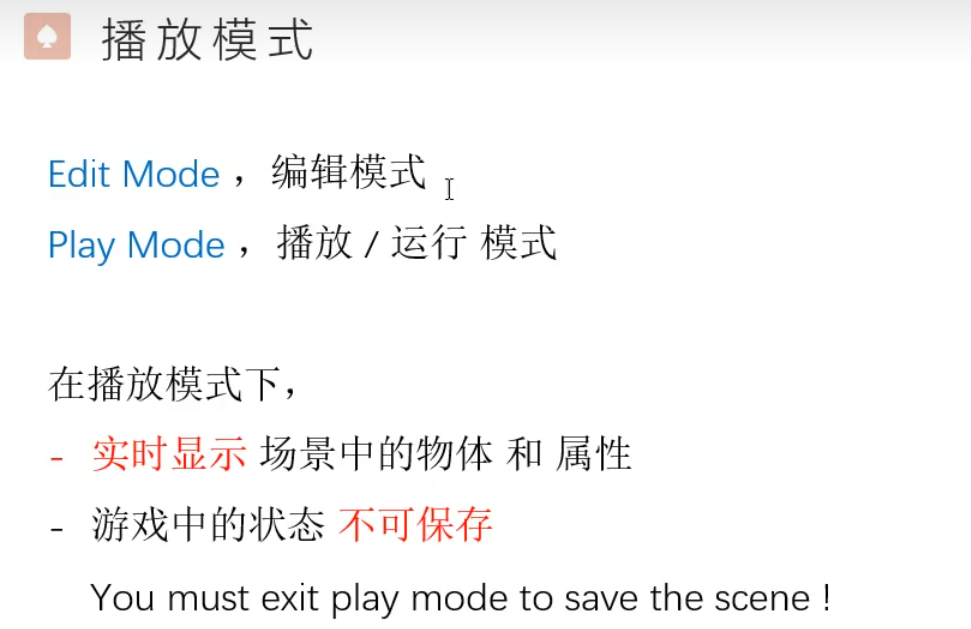 播放模式
Edit Mode ，编辑模式
Play Mode ，播放 / 运行 模式
在播放模式下，
- 实时显示 场景中的物体 和 属性
- 游戏中的状态 不可保存
You must exit play mode to save the scene !